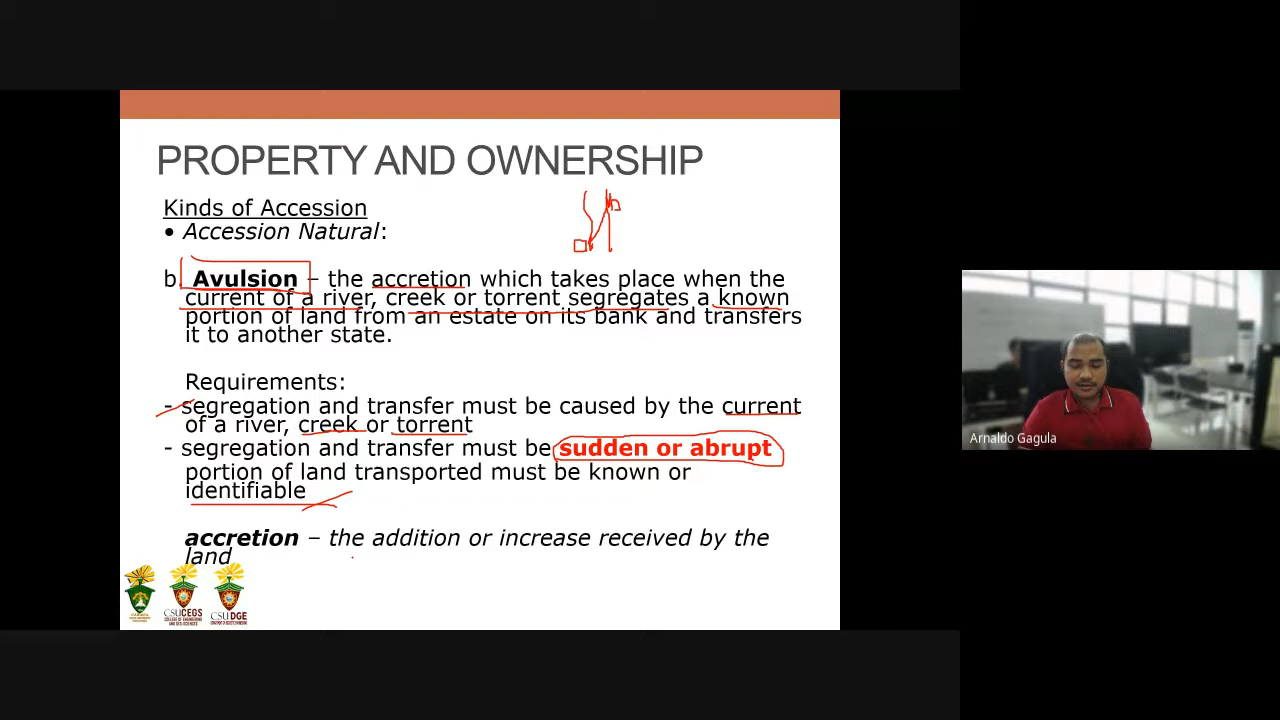 PROPERTY AND OWNERSHIP
Kinds of Accession
• Accession Natural:
b. Avulsion – the accretion which takes place when the
current of a river, creek or torrent segregates a known
portion of land from an estate on its bank and transfers
it to another state.
Requirements:
- segregation and transfer must be caused by the current
of a river, creek or torrent
- segregation and transfer must be sudden or abrupt
portion of land transported must be known or
identifiable
accretion – the addition or increase received by the
land
CSUCEGS
CSUDGE
Arnaldo Gagula